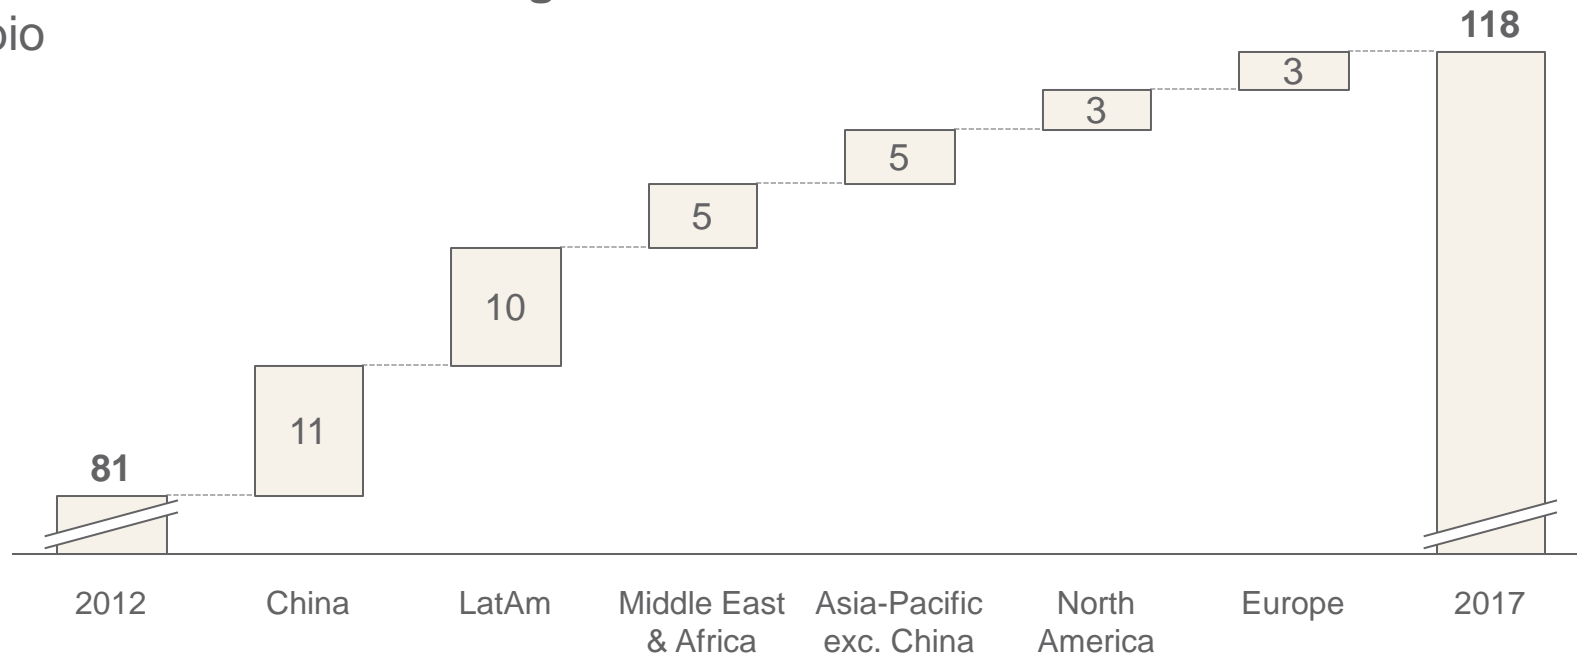 118
3
3
5
5
10
11
81
2012
China
LatAm
Middle East
& Africa
Asia-Pacific
exc. China
North
America
Europe
2017